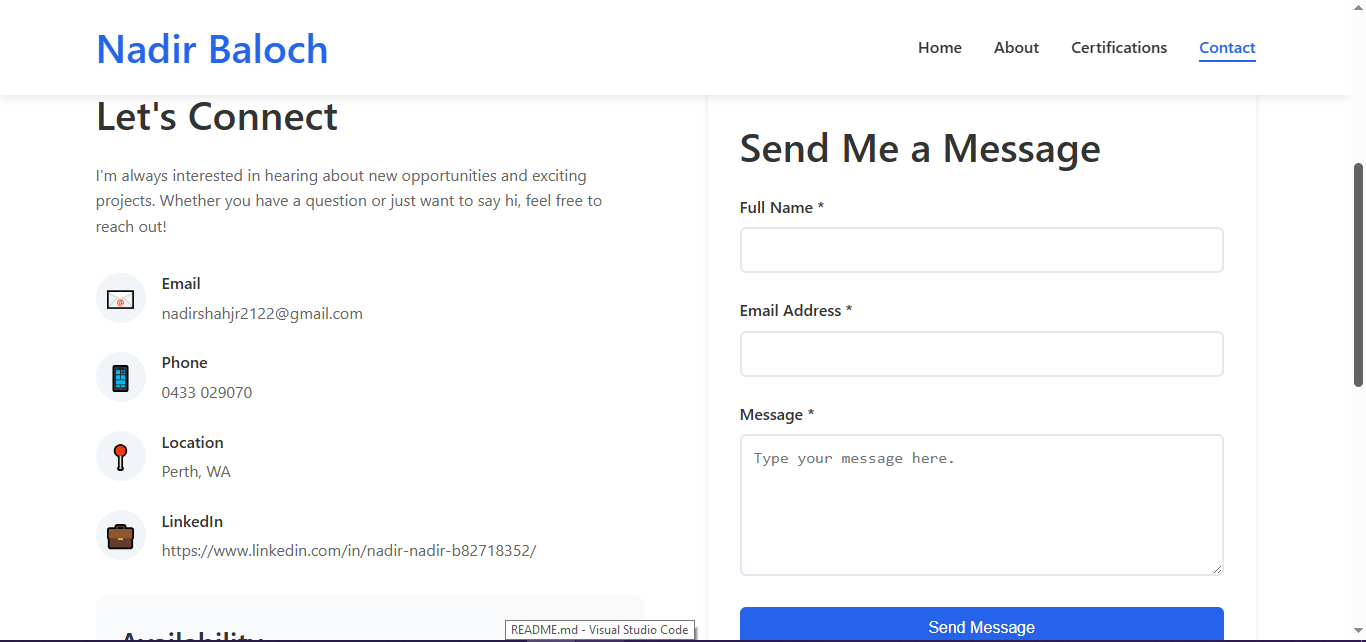 Nadir Baloch
Home
About
Certifications
Contact
Let's Connect
I'm always interested in hearing about new opportunities and exciting
projects. Whether you have a question or just want to say hi, feel free to
reach out!
Email
nadirshahjr2122@gmail.com
Phone
0433 029070
Location
Perth, WA
LinkedIn
https://www.linkedin.com/in/nadir-nadir-b82718352/
Availability
Send Me a Message
Full Name *
Email Address *
Message *
Type your message here.
Send Message
README.md - Visual Studio Code